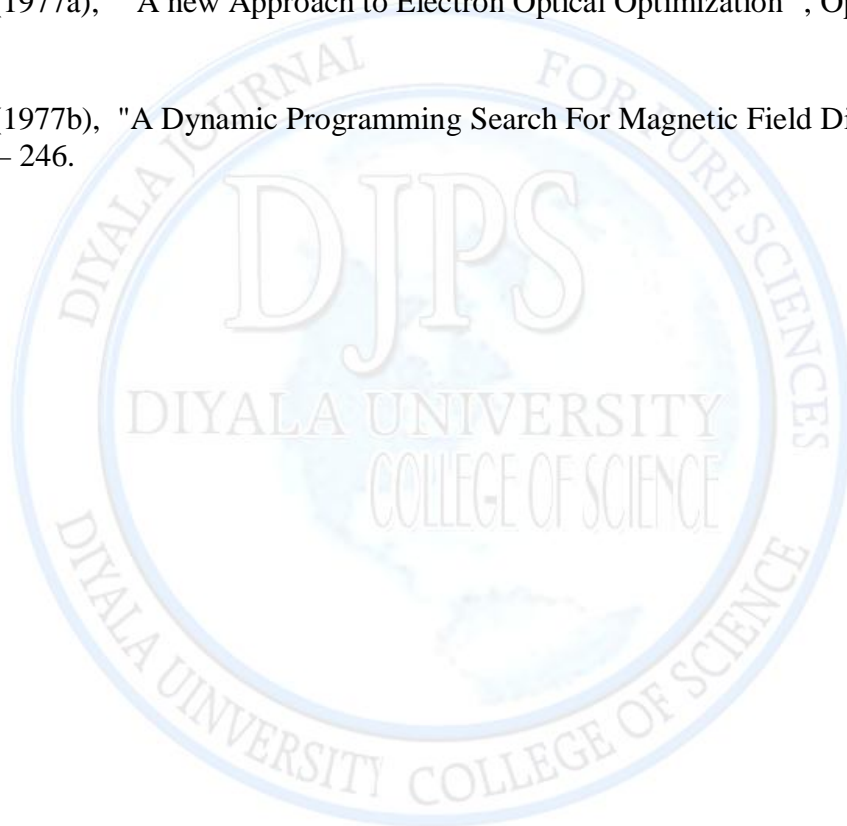 (1977a), "A new Approach to Electron Optical Optimization", Op
(1977b), "A Dynamic Programming Search For Magnetic Field Di
– 246.
DIYALA JOURNAL FOR PURE SCIENCES
DJPS
DIYALA UNIVERSITY
COLLEGE OF SCIENCE
DIYALA UINVERSITY COLLEGE OF SCIENCE